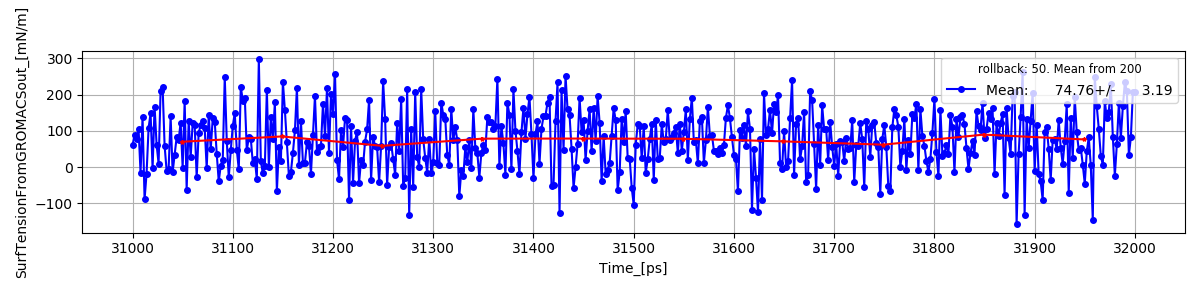 SurfTensionFromGROMACSout_[mN/m]
300
200
100
0
−100
rollback: 50. Mean from 200
Mean: 74.76+/- 3.19
31000 31100 31200 31300 31400 31500 31600 31700 31800 31900 32000
Time_[ps]